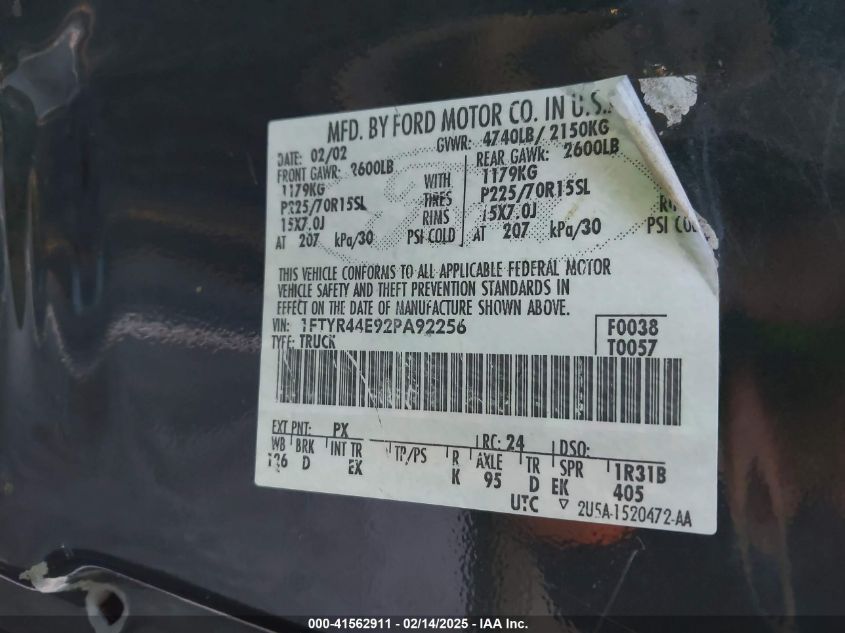 MFD. BY FORD MOTOR CO. IN U.S.
DATE: 02/02 GVWR: 4740LB/ 2150KG
FRONT GAWR: 2600LB REAR GAWR: 2600LB
1179KG WITH 1179KG
P225/70R15SL TIRES P225/70R15SL
15X7.0J RIMS 15X7.0J
AT 207 kPa/30 PSI COLD AT 207 kPa/30 PSI
THIS VEHICLE CONFORMS TO ALL APPLICABLE FEDERAL MOTOR
VEHICLE SAFETY AND THEFT PREVENTION STANDARDS IN
EFFECT ON THE DATE OF MANUFACTURE SHOWN ABOVE.
VIN: 1FTYR44E92PA92256 F0038
TYPE: TRUCK T0057
EXT PNT: PX RC: 24 DSO:
WB BRK INT TR TP/PS R AXLE TR SPR 1R31B
126 D EX K 95 D EK 405
UTC ▽ 2U5A-1520472-AA
000-41562911 - 02/14/2025 - IAA Inc.